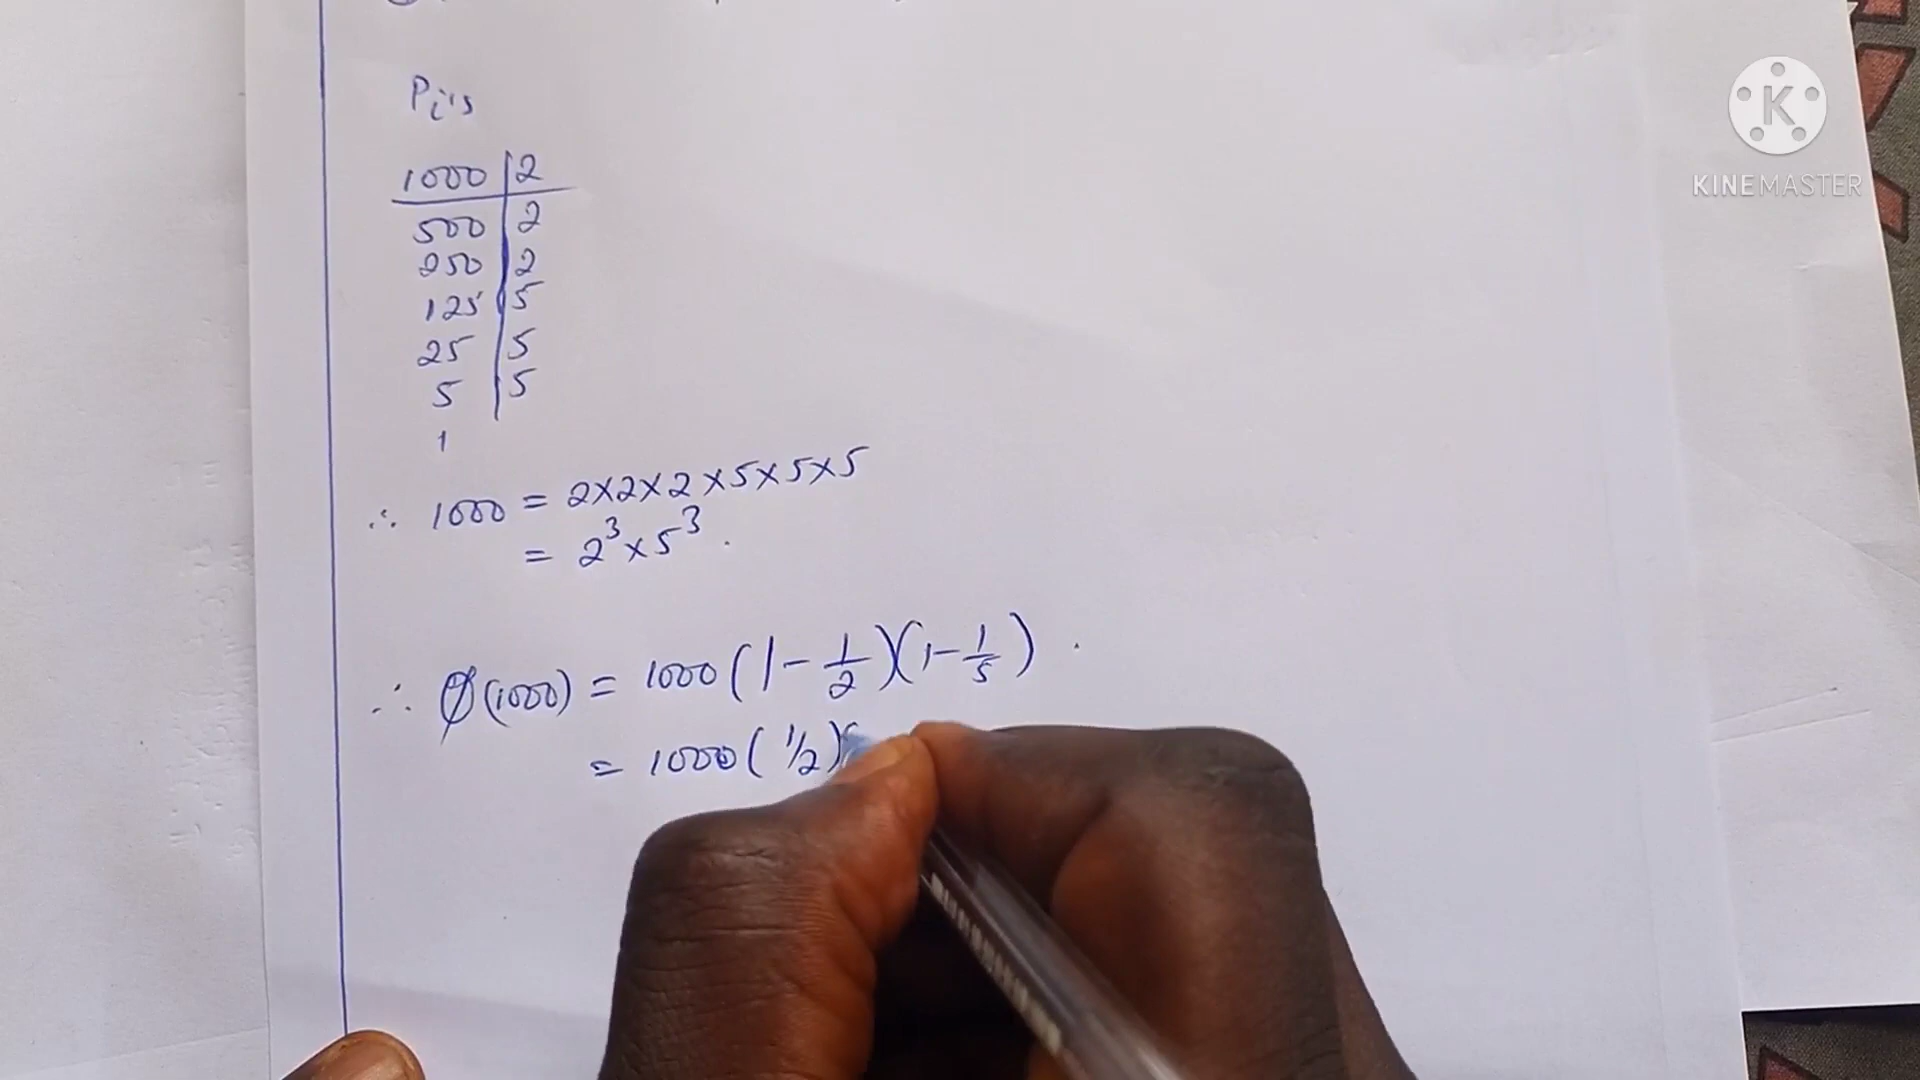 Pi's
1000 | 2
500 | 2
250 | 2
125 | 5
25 | 5
5 | 5
1
∴ 1000 = 2×2×2×5×5×5
= 2³×5³.
∴ Ø(1000) = 1000(1-1/2)(1-1/5).
= 1000(1/2)(
K
KINEMASTER